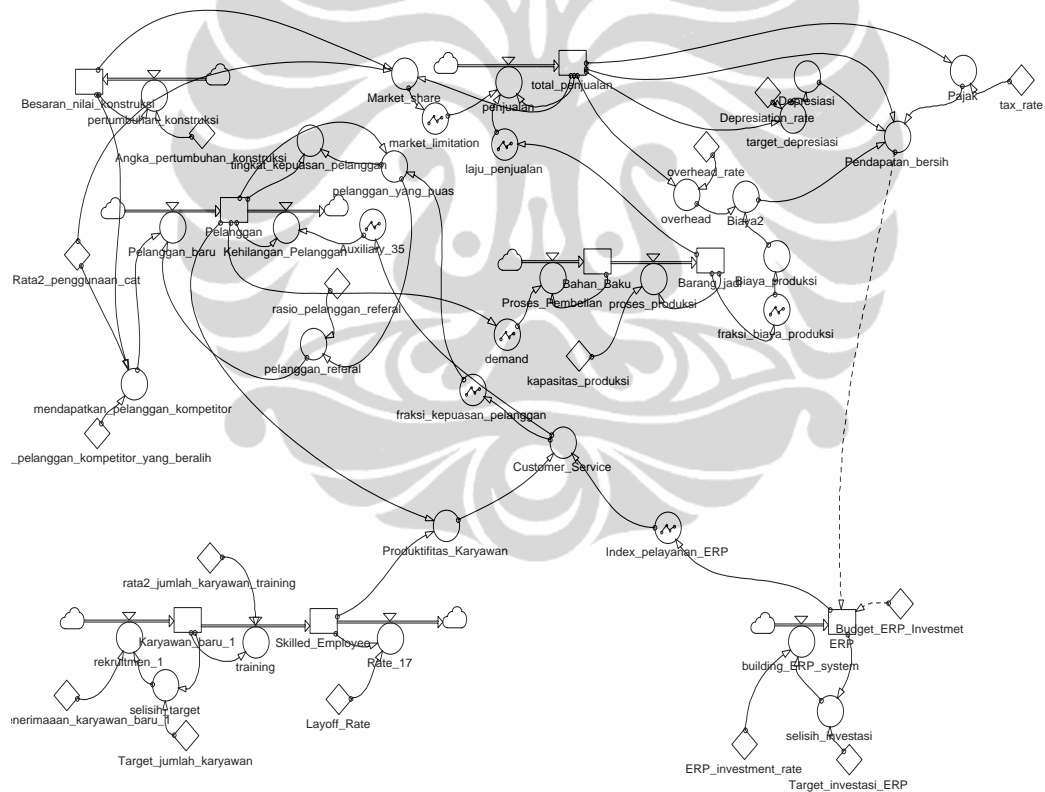 total_penjualan
Besaran_nilai_konstruksi
Market_share
penjualan
Depresiasi
Pajak
tax_rate
pertumbuhan_konstruksi
market_limitation
Depresiation_rate
target_depresiasi
Angka_pertumbuhan_konstruksi
tingkat_kepuasan_pelanggan
laju_penjualan
Pendapatan_bersih
overhead_rate
pelanggan_yang_puas
overhead
Biaya2
Pelanggan
Pelanggan_baru
Kehilangan_Pelanggan
Auxiliary_35
Rata2_penggunaan_cat
Bahan_Baku
Barang_jadi
Biaya_produksi
Proses_Pembelian
proses_produksi
rasio_pelanggan_referal
fraksi_biaya_produksi
demand
pelanggan_referal
kapasitas_produksi
mendapatkan_pelanggan_kompetitor
fraksi_kepuasan_pelanggan
_pelanggan_kompetitor_yang_beralih
Customer_Service
Produktifitas_Karyawan
Index_pelayanan_ERP
rata2_jumlah_karyawan_training
Karyawan_baru_1
Skilled_Employee
Budget_ERP_Investmet
ERP
rekruitmen_1
training
Rate_17
building_ERP_system
selisih_target
enerimaaan_karyawan_baru_1
Layoff_Rate
selisih_investasi
Target_jumlah_karyawan
ERP_investment_rate
Target_investasi_ERP